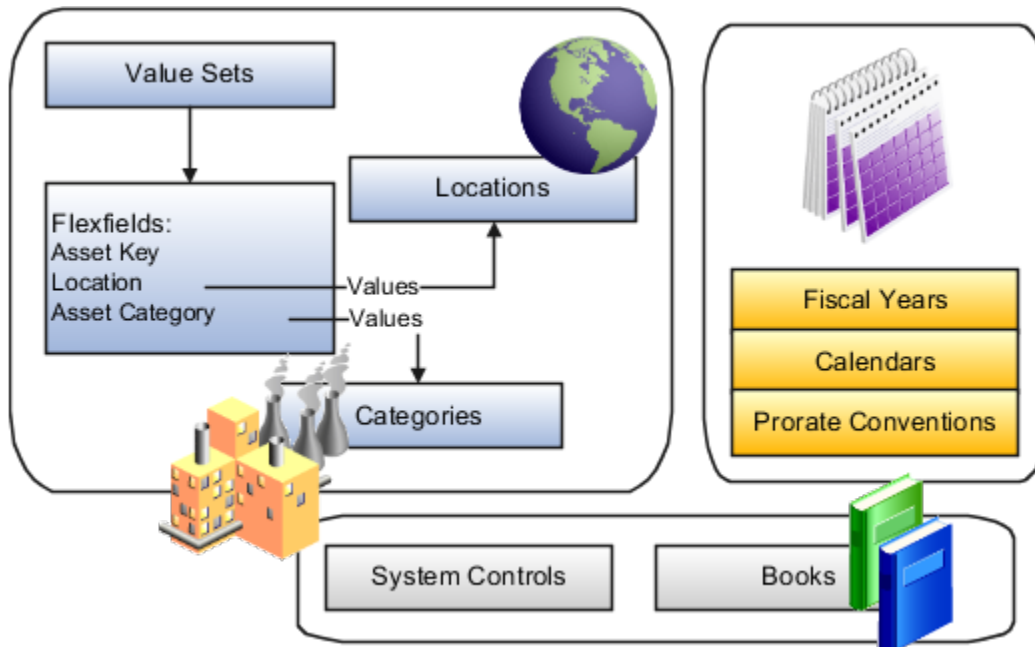 Value Sets
Flexfields:
Asset Key
Location
Asset Category
Values
Values
Locations
Categories
Fiscal Years
Calendars
Prorate Conventions
System Controls
Books